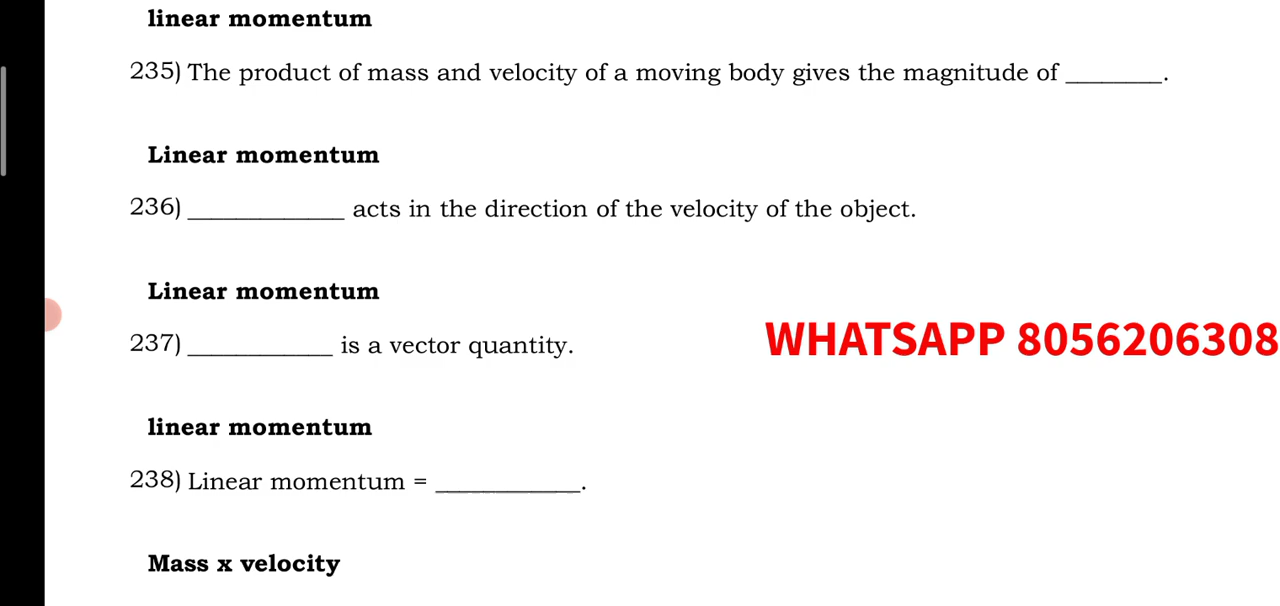 linear momentum
235) The product of mass and velocity of a moving body gives the magnitude of ________.
Linear momentum
236) _____________ acts in the direction of the velocity of the object.
Linear momentum
237) ____________ is a vector quantity.
WHATSAPP 8056206308
linear momentum
238) Linear momentum = ____________.
Mass x velocity